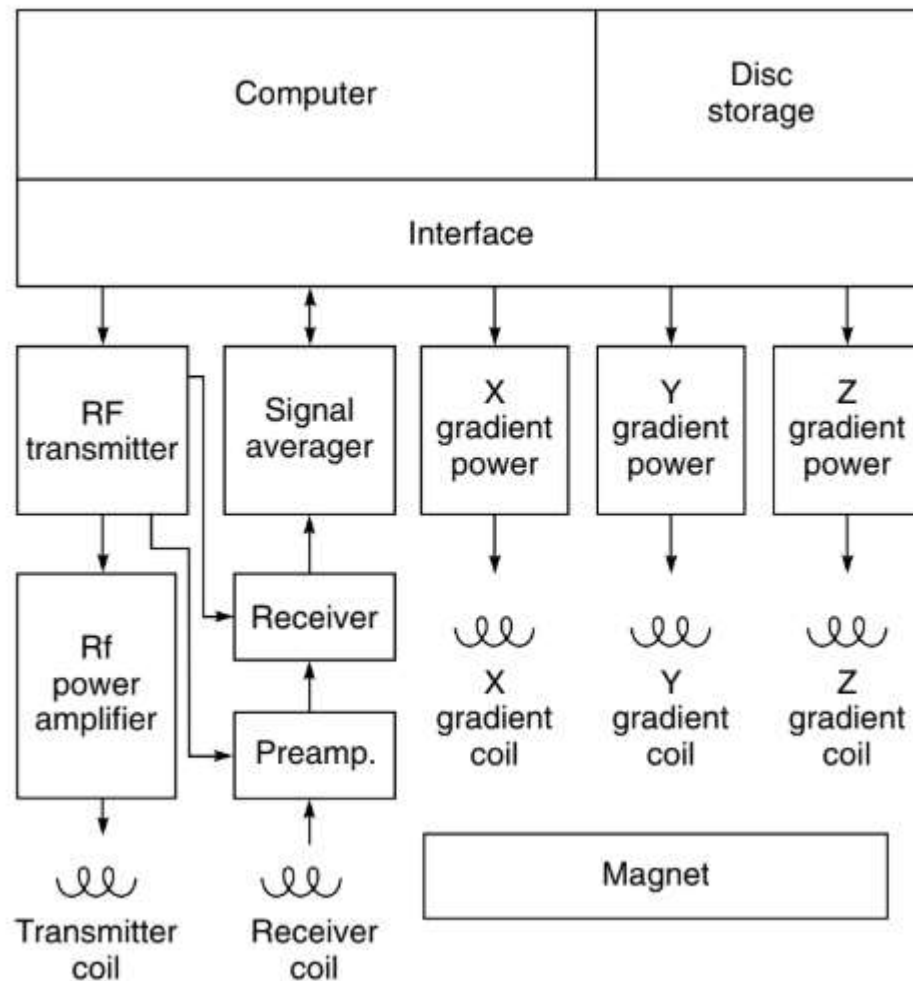 Computer
Disc
storage
Interface
RF
transmitter
Signal
averager
X
gradient
power
Y
gradient
power
Z
gradient
power
Rf
power
amplifier
Receiver
Preamp.
X
gradient
coil
Y
gradient
coil
Z
gradient
coil
Magnet
Transmitter
coil
Receiver
coil